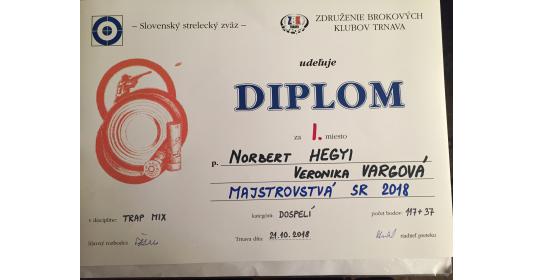 – Slovenský strelecký zväz –
ZDRUŽENIE BROKOVÝCH
KLUBOV TRNAVA
udeľuje
DIPLOM
za I. miesto
p. NORBERT HEGYI
VERONIKA VARGOVÁ
MAJSTROVSTVÁ SR 2018
v disciplíne: TRAP MIX kategória: DOSPELÍ počet bodov: 117+37
hlavný rozhodca: Trnava dňa: 21.10.2018 riaditeľ preteku